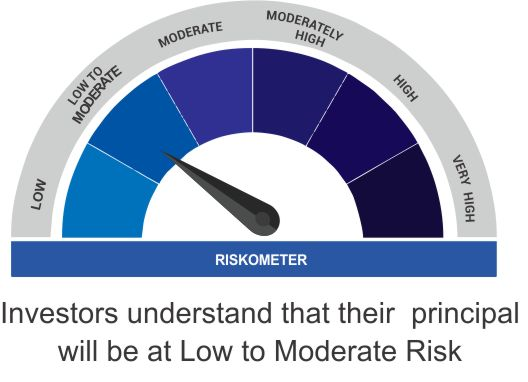 LOW
LOW TO
MODERATE
MODERATE
MODERATELY
HIGH
HIGH
VERY HIGH
RISKOMETER
Investors understand that their  principal
will be at Low to Moderate Risk